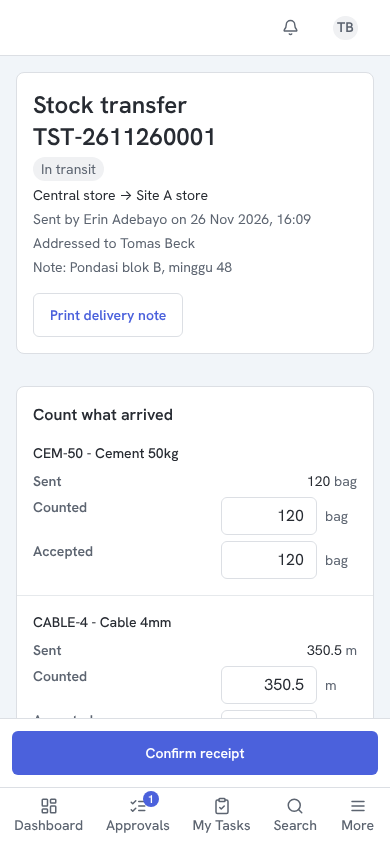 TB
Stock transfer
TST-2611260001
In transit
Central store → Site A store
Sent by Erin Adebayo on 26 Nov 2026, 16:09
Addressed to Tomas Beck
Note: Pondasi blok B, minggu 48
Print delivery note
Count what arrived
CEM-50 - Cement 50kg
Sent 120 bag
Counted 120 bag
Accepted 120 bag
CABLE-4 - Cable 4mm
Sent 350.5 m
Counted 350.5 m
Confirm receipt
1
Dashboard Approvals My Tasks Search More